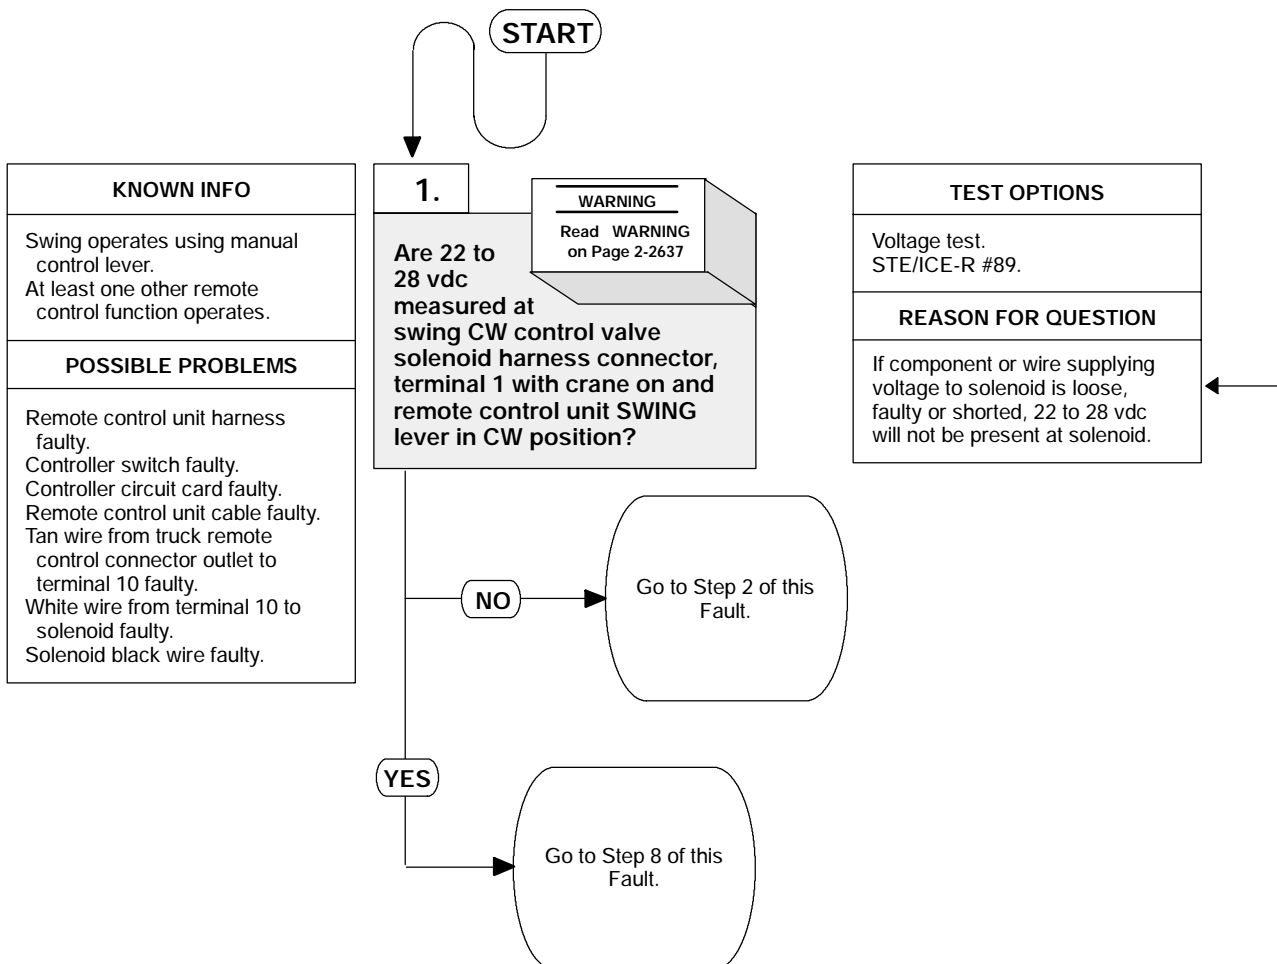 START
KNOWN INFO
Swing operates using manual
control lever.
At least one other remote
control function operates.
POSSIBLE PROBLEMS
Remote control unit harness
faulty.
Controller switch faulty.
Controller circuit card faulty.
Remote control unit cable faulty.
Tan wire from truck remote
control connector outlet to
terminal 10 faulty.
White wire from terminal 10 to
solenoid faulty.
Solenoid black wire faulty.
1.
WARNING
Read WARNING
on Page 2-2637
Are 22 to
28 vdc
measured at
swing CW control valve
solenoid harness connector,
terminal 1 with crane on and
remote control unit SWING
lever in CW position?
TEST OPTIONS
Voltage test.
STE/ICE-R #89.
REASON FOR QUESTION
If component or wire supplying
voltage to solenoid is loose,
faulty or shorted, 22 to 28 vdc
will not be present at solenoid.
NO
Go to Step 2 of this
Fault.
YES
Go to Step 8 of this
Fault.